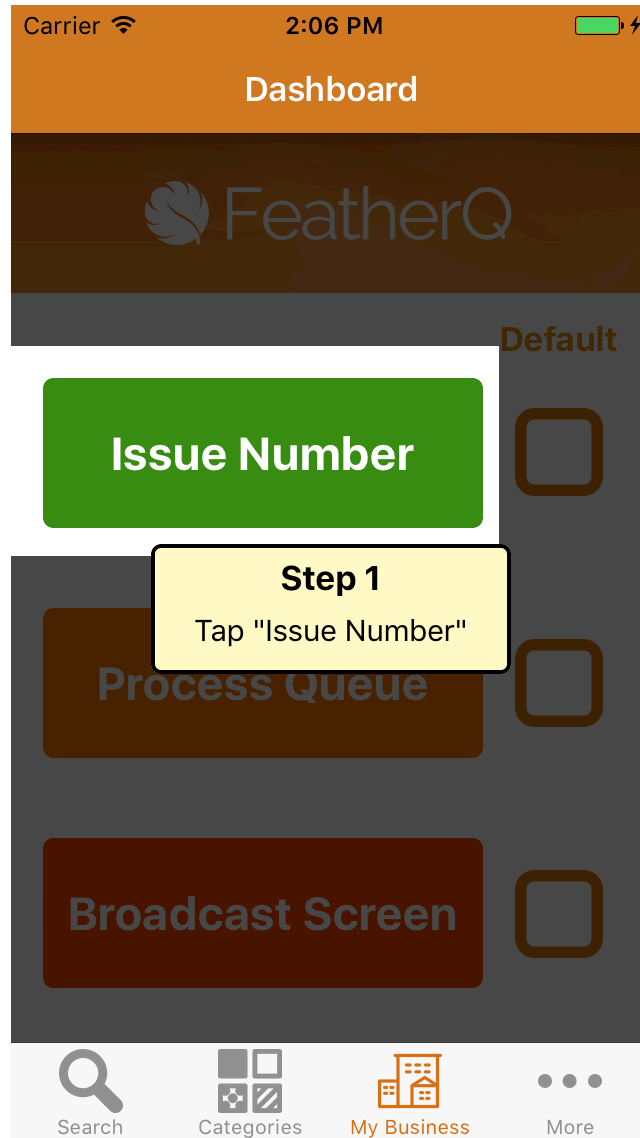 Carrier 2:06 PM
Dashboard
FeatherQ
Default
Issue Number
Step 1
Tap "Issue Number"
Process Queue
Broadcast Screen
Search Categories My Business More